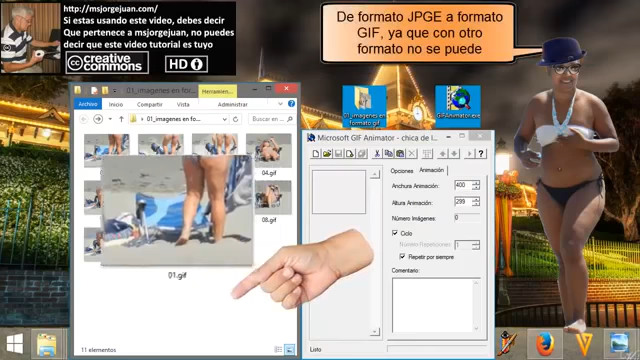 http://msjorgejuan.com/
Si estas usando este video, debes decir
Que pertenece a msjorgejuan, no puedes
decir que este video tutorial es tuyo
creative commons
HD
De formato JPGE a formato
GIF, ya que con otro
formato no se puede
01_imagenes en for...
Herramien...
Archivo
Inicio
Compartir
Vista
Administrar
01_imagenes en fo...
Buscar en ...
04.gif
08.gif
01.gif
11 elementos
01_imagenes en
formato gif
GIFAnimator.exe
Microsoft GIF Animator - chica de l...
Opciones
Animación
Anchura Animación:
400
Altura Animación:
299
Número Imágenes:
0
Ciclo
Número Repeticiones:
1
Repetir por siempre
Comentario:
Listo